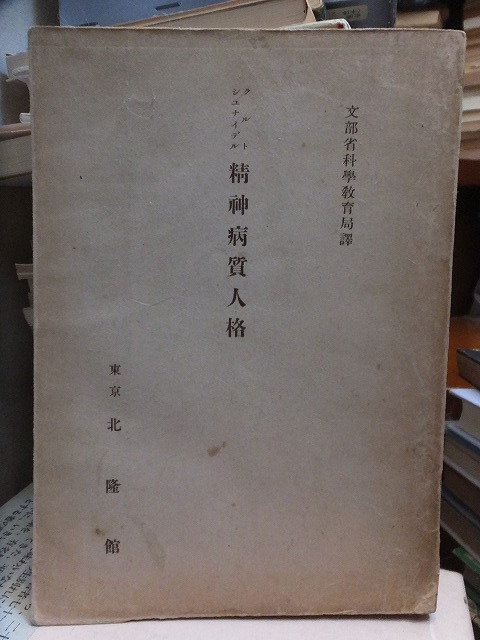 文部省科學教育局譯
クルト
シユナイデル
精神病質人格
東京 北隆館